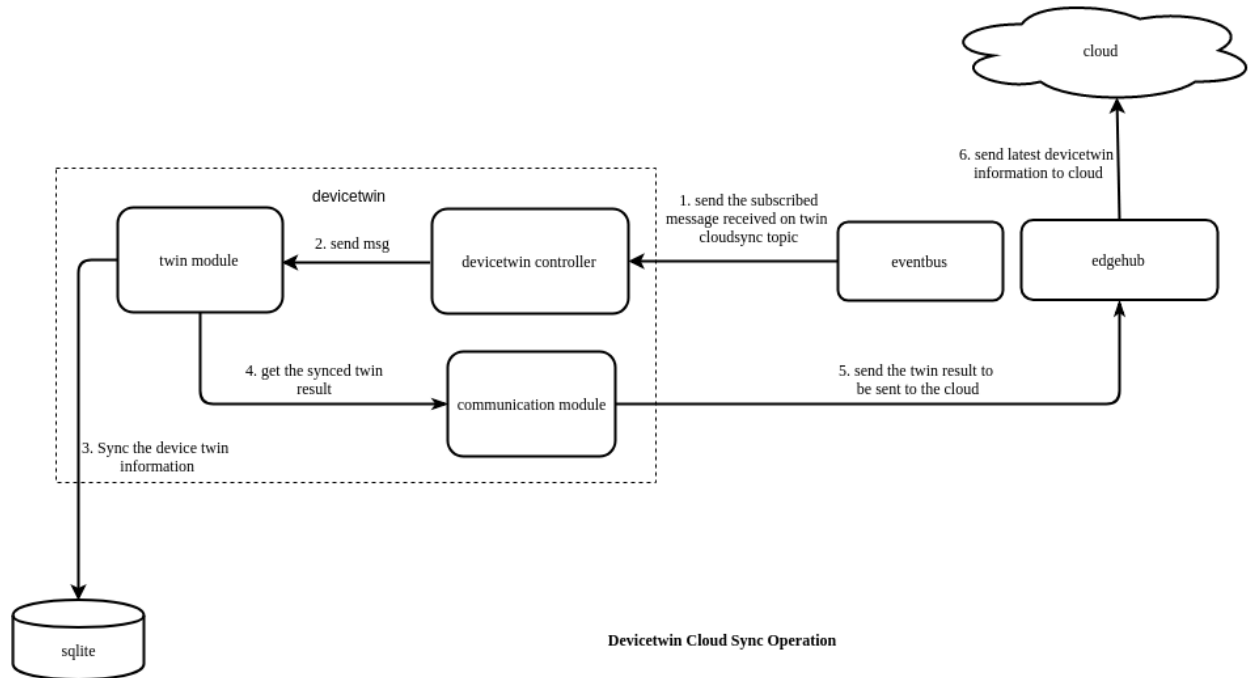 cloud
6. send latest devicetwin
information to cloud
devicetwin
1. send the subscribed
message received on twin
cloudsync topic
2. send msg
twin module
devicetwin controller
eventbus
edgehub
4. get the synced twin
result
5. send the twin result to
be sent to the cloud
communication module
3. Sync the device twin
information
sqlite
Devicetwin Cloud Sync Operation